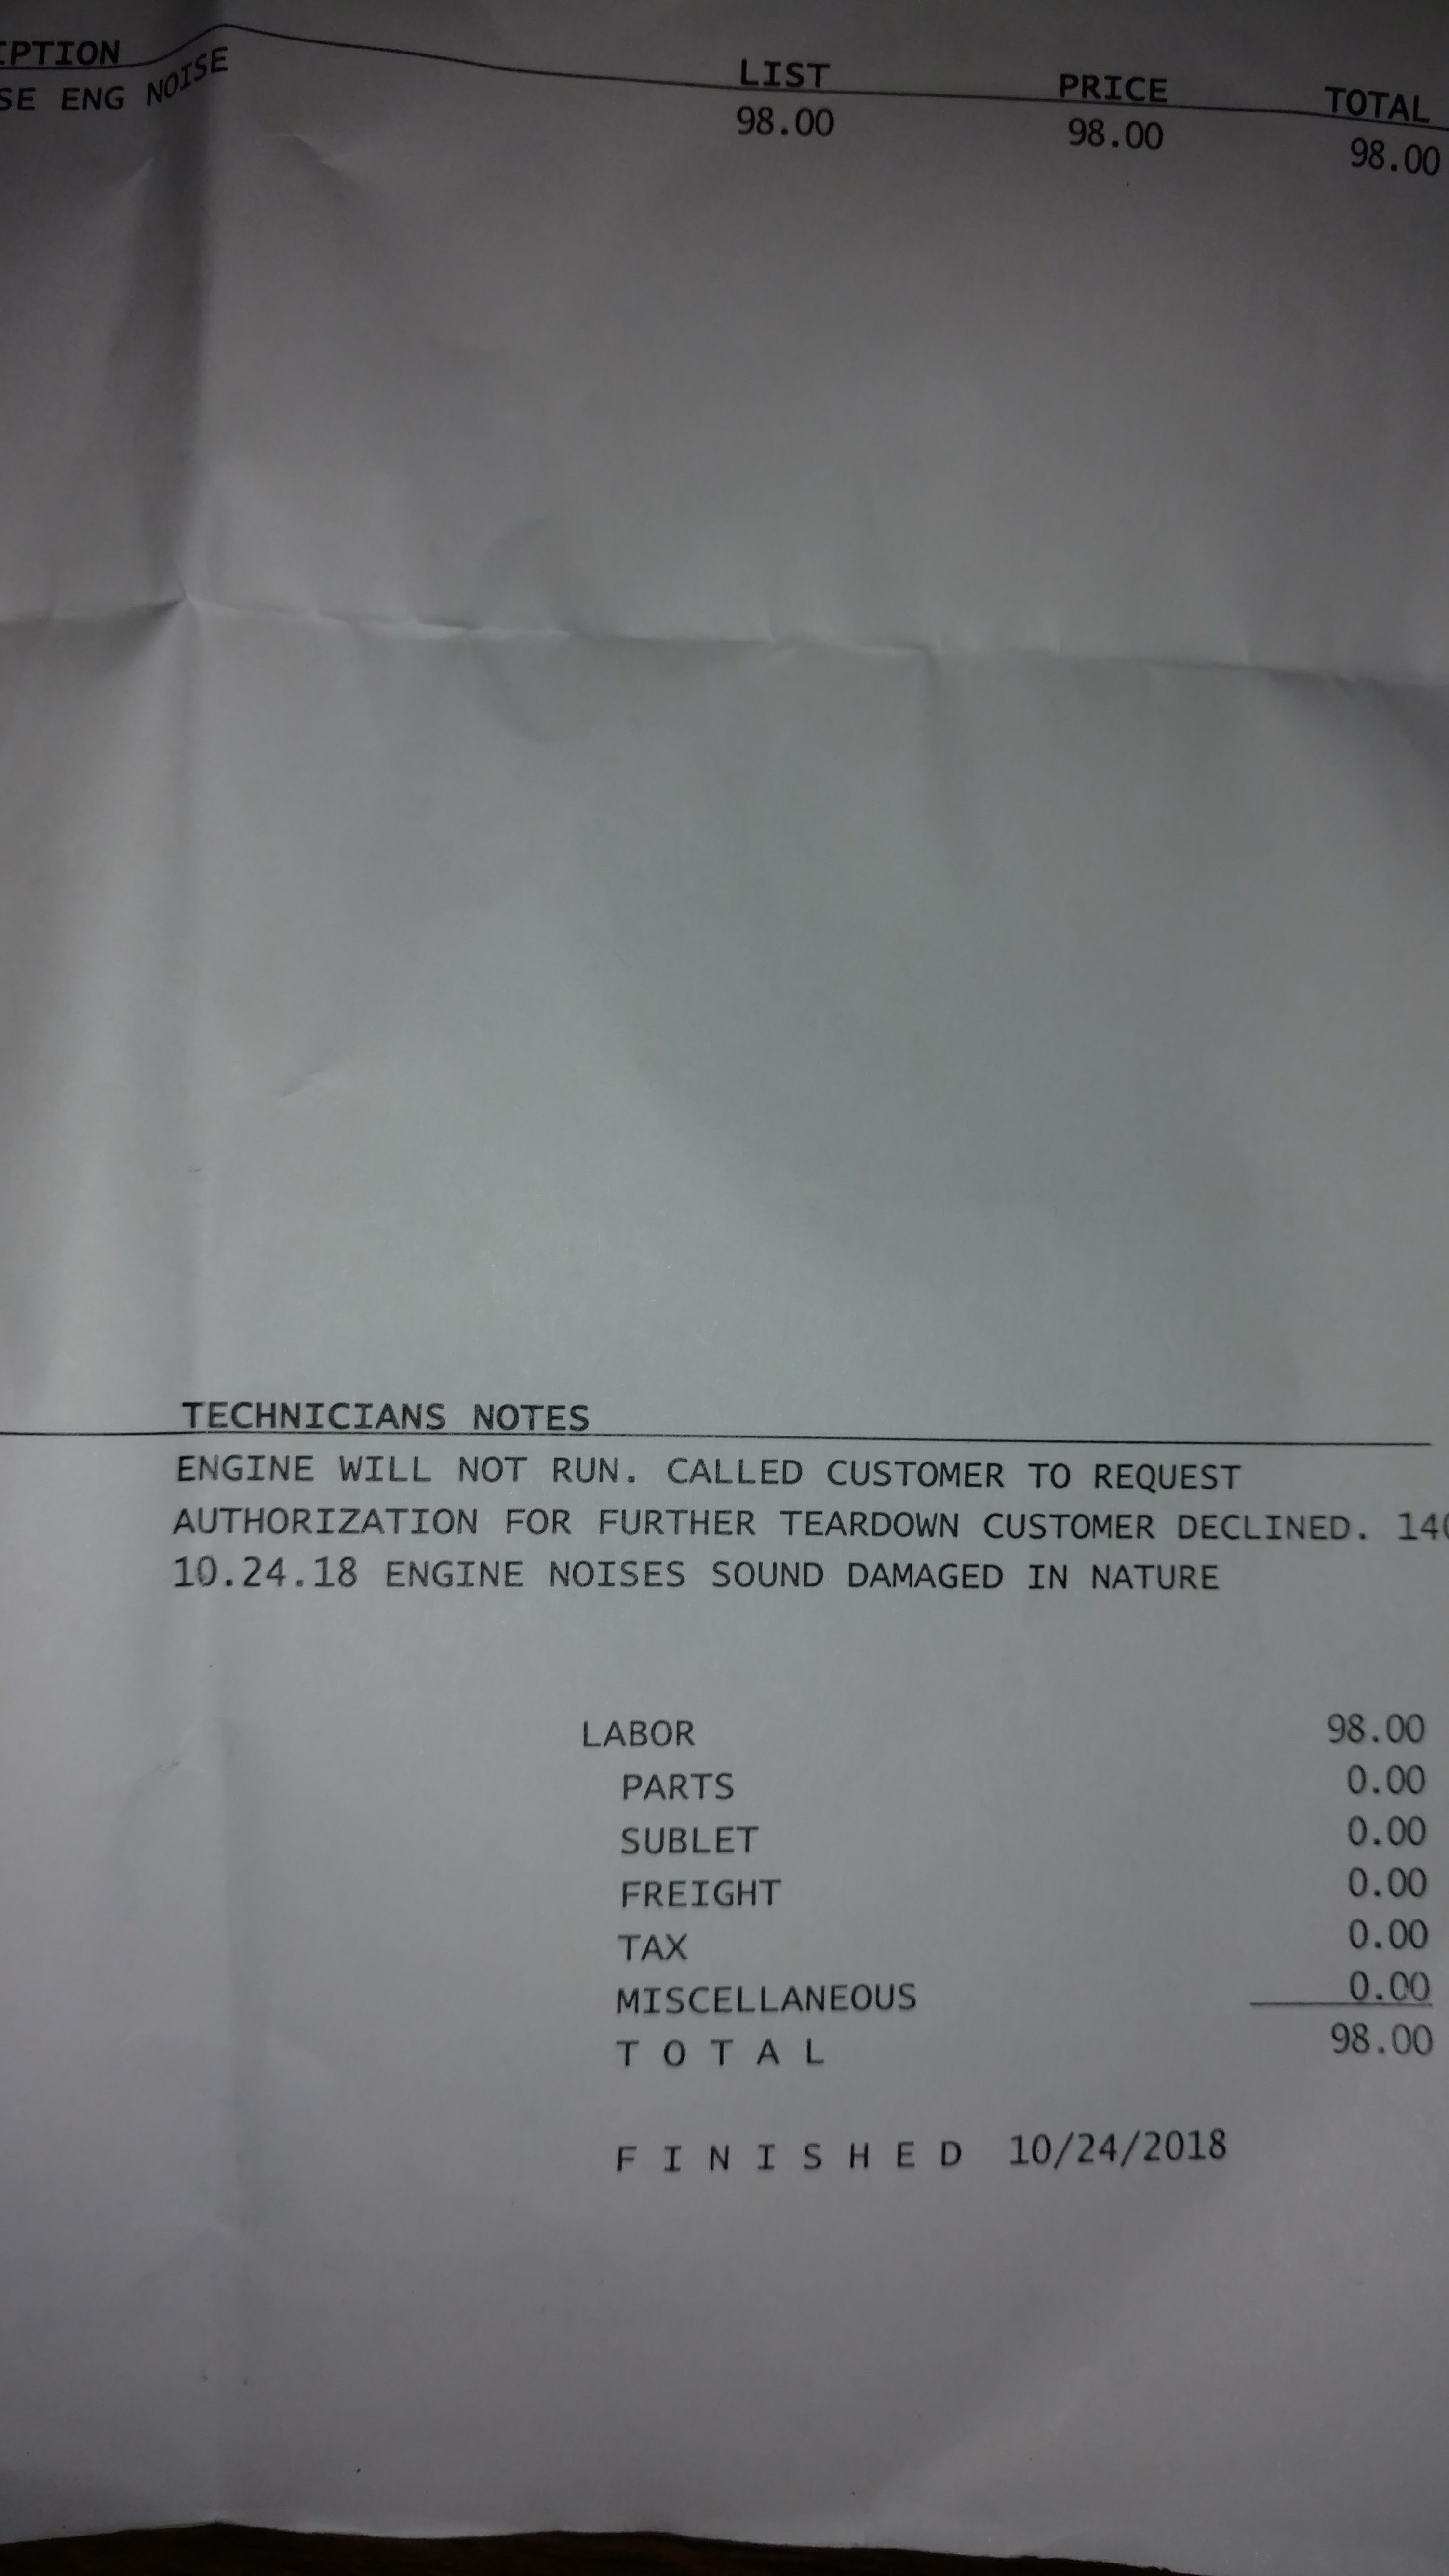 IPTION LIST PRICE TOTAL
SE ENG NOISE 98.00 98.00 98.00
TECHNICIANS NOTES
ENGINE WILL NOT RUN. CALLED CUSTOMER TO REQUEST
AUTHORIZATION FOR FURTHER TEARDOWN CUSTOMER DECLINED. 140
10.24.18 ENGINE NOISES SOUND DAMAGED IN NATURE
LABOR 98.00
PARTS 0.00
SUBLET 0.00
FREIGHT 0.00
TAX 0.00
MISCELLANEOUS 0.00
T O T A L 98.00
F I N I S H E D 10/24/2018